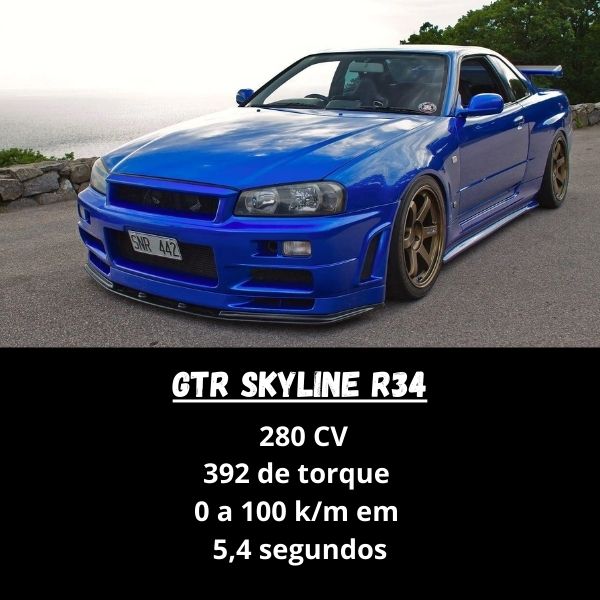 SNR 442
GTR SKYLINE R34
280 CV
392 de torque
0 a 100 k/m em
5,4 segundos